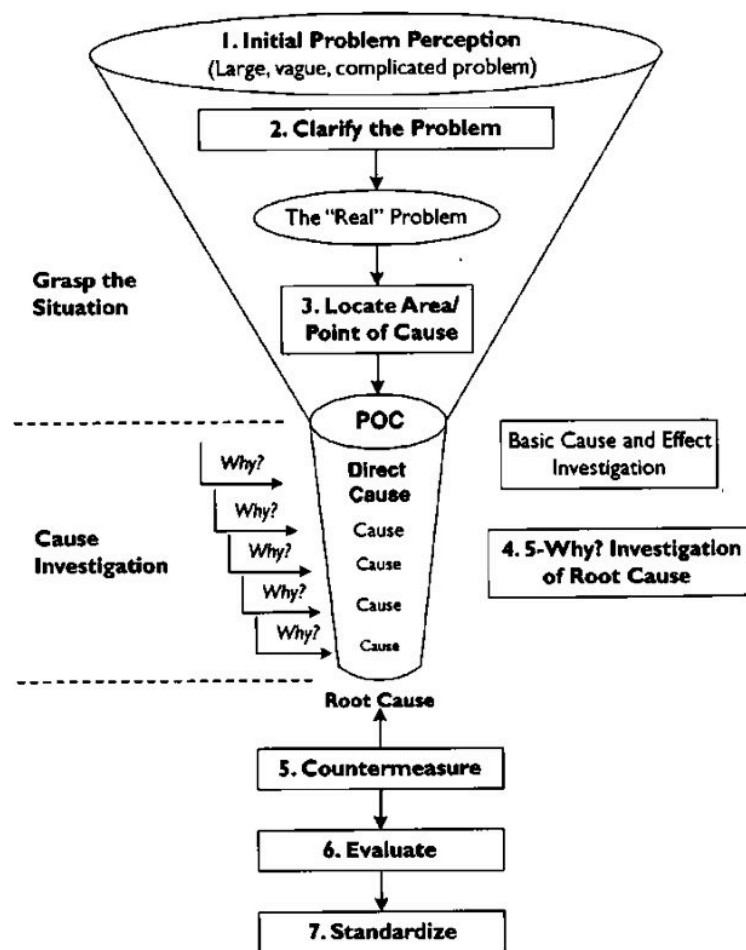 1. Initial Problem Perception
(Large, vague, complicated problem)
2. Clarify the Problem
The "Real" Problem
Grasp the
Situation
3. Locate Area/
Point of Cause
POC
Basic Cause and Effect
Investigation
Direct
Cause
Why?
Why?
Cause
Why?
Cause
Cause
Investigation
4. 5-Why? Investigation
of Root Cause
Why?
Cause
Why?
Cause
Root Cause
5. Countermeasure
6. Evaluate
7. Standardize